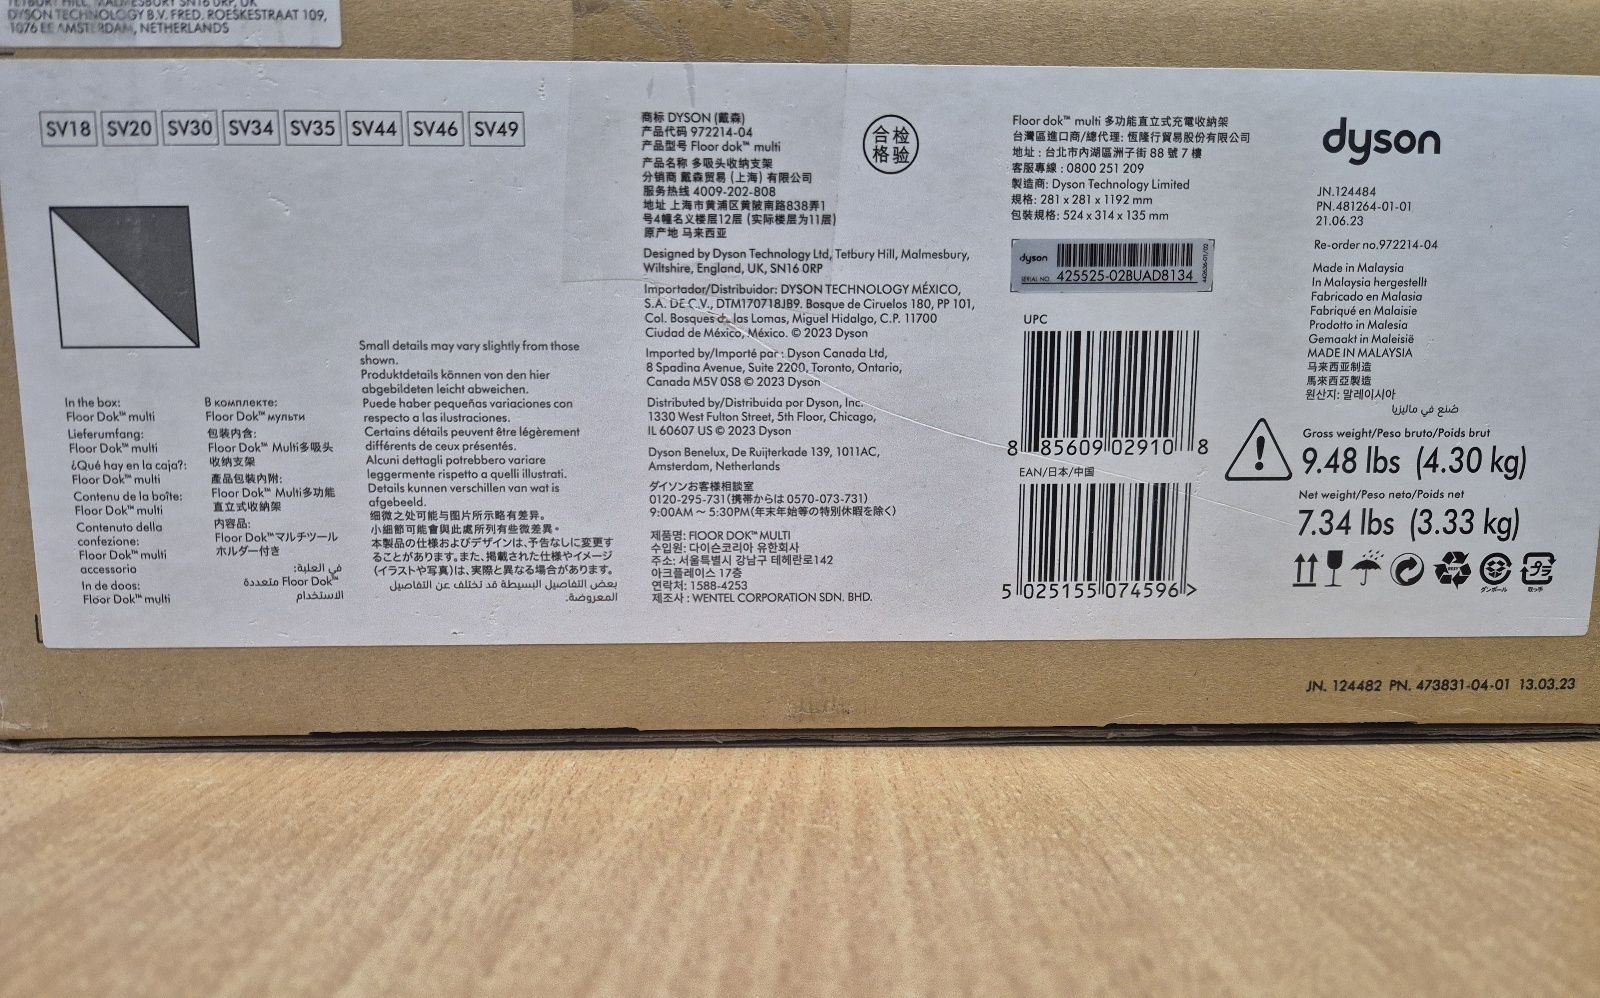 TETBURY HILL, MALMESBURY SN16 0RP, UK
DYSON TECHNOLOGY B.V. FRED. ROESKESTRAAT 109,
1076 EE AMSTERDAM, NETHERLANDS
SV18 SV20 SV30 SV34 SV35 SV44 SV46 SV49
In the box:
Floor Dok™ multi
Lieferumfang:
Floor Dok™ multi
¿Qué hay en la caja?:
Floor Dok™ multi
Contenu de la boîte:
Floor Dok™ multi
Contenuto della
confezione:
Floor Dok™ multi
accessorio
In de doos:
Floor Dok™ multi
В комплекте:
Floor Dok™ мульти
包装内含:
Floor Dok™ Multi多吸头
收纳支架
產品包裝內附:
Floor Dok™ Multi多功能
直立式收納架
内容品:
Floor Dok™マルチツール
ホルダー付き
في العلبة:
Floor Dok™ متعددة
الاستخدام
Small details may vary slightly from those
shown.
Produktdetails können von den hier
abgebildeten leicht abweichen.
Puede haber pequeñas variaciones con
respecto a las ilustraciones.
Certains détails peuvent être légèrement
différents de ceux présentés.
Alcuni dettagli potrebbero variare
leggermente rispetto a quelli illustrati.
Details kunnen verschillen van wat is
afgebeeld.
细微之处可能与图片所示略有差异。
小細節可能會與此處所列有些微差異。
本製品の仕様およびデザインは、予告なしに変更す
ることがあります。また、掲載された仕様やイメージ
(イラストや写真)は、実際と異なる場合があります。
بعض التفاصيل البسيطة قد تختلف عن التفاصيل
المعروضة.
商标 DYSON (戴森)
产品代码 972214-04
产品型号 Floor dok™ multi
产品名称 多吸头收纳支架
分销商 戴森贸易 (上海) 有限公司
服务热线 4009-202-808
地址 上海市黄浦区黄陂南路838弄1
号4幢名义楼层12层 (实际楼层为11层)
原产地 马来西亚
合检
格验
Designed by Dyson Technology Ltd, Tetbury Hill, Malmesbury,
Wiltshire, England, UK, SN16 0RP
Importador/Distribuidor: DYSON TECHNOLOGY MÉXICO,
S.A. DE C.V., DTM170718JB9. Bosque de Ciruelos 180, PP 101,
Col. Bosques de las Lomas, Miguel Hidalgo, C.P. 11700
Ciudad de México, México. © 2023 Dyson
Imported by/Importé par : Dyson Canada Ltd,
8 Spadina Avenue, Suite 2200, Toronto, Ontario,
Canada M5V 0S8 © 2023 Dyson
Distributed by/Distribuida por Dyson, Inc.
1330 West Fulton Street, 5th Floor, Chicago,
IL 60607 US © 2023 Dyson
Dyson Benelux, De Ruijterkade 139, 1011AC,
Amsterdam, Netherlands
ダイソンお客様相談室
0120-295-731(携帯からは 0570-073-731)
9:00AM ～ 5:30PM(年末年始等の特別休暇を除く)
제품명: FlOOR DOK™ MULTI
수입원: 다이슨코리아 유한회사
주소: 서울특별시 강남구 테헤란로142
아크플레이스 17층
연락처: 1588-4253
제조사 : WENTEL CORPORATION SDN. BHD.
Floor dok™ multi 多功能直立式充電收納架
台灣區進口商/總代理: 恆隆行貿易股份有限公司
地址 : 台北市內湖區洲子街 88 號 7 樓
客服專線 : 0800 251 209
製造商: Dyson Technology Limited
規格: 281 x 281 x 1192 mm
包裝規格: 524 x 314 x 135 mm
dyson
SERIAL NO. 425525-02BUAD8134
UPC
8 85609 02910 8
EAN/日本/中国
5 025155 074596 >
dyson
JN.124484
PN.481264-01-01
21.06.23
Re-order no.972214-04
Made in Malaysia
In Malaysia hergestellt
Fabricado en Malasia
Fabriqué en Malaisie
Prodotto in Malesia
Gemaakt in Maleisië
MADE IN MALAYSIA
马来西亚制造
馬來西亞製造
원산지: 말레이시아
صنع في ماليزيا
Gross weight/Peso bruto/Poids brut
9.48 lbs (4.30 kg)
Net weight/Peso neto/Poids net
7.34 lbs (3.33 kg)
ダンボール
プラ
取っ手
JN. 124482 PN. 473831-04-01 13.03.23